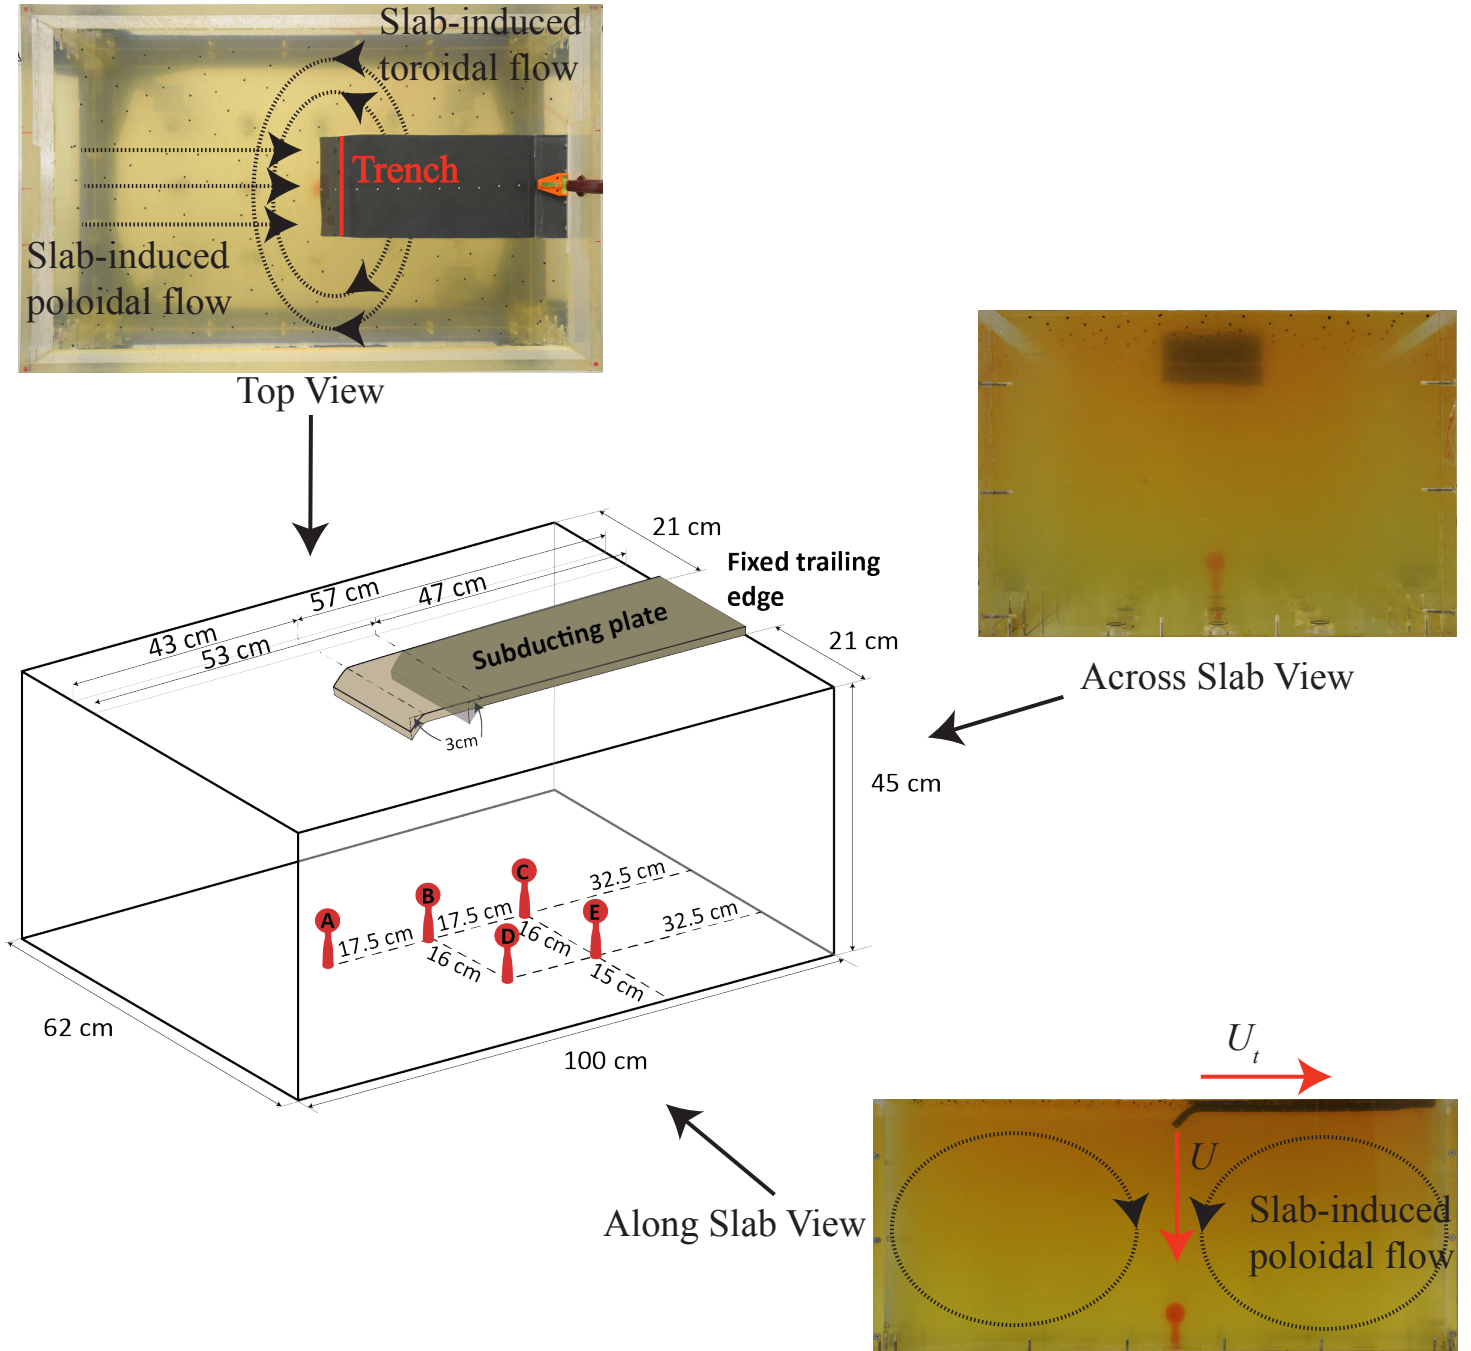 Slab-induced
toroidal flow
Trench
Slab-induced
poloidal flow
Top View
Across Slab View
21 cm
Fixed trailing
edge
57 cm
47 cm
43 cm
53 cm
Subducting plate
21 cm
3cm
45 cm
A
B
C
D
E
17.5 cm
17.5 cm
32.5 cm
32.5 cm
16 cm
16 cm
15 cm
62 cm
100 cm
Along Slab View
Ut
U
Slab-induced
poloidal flow